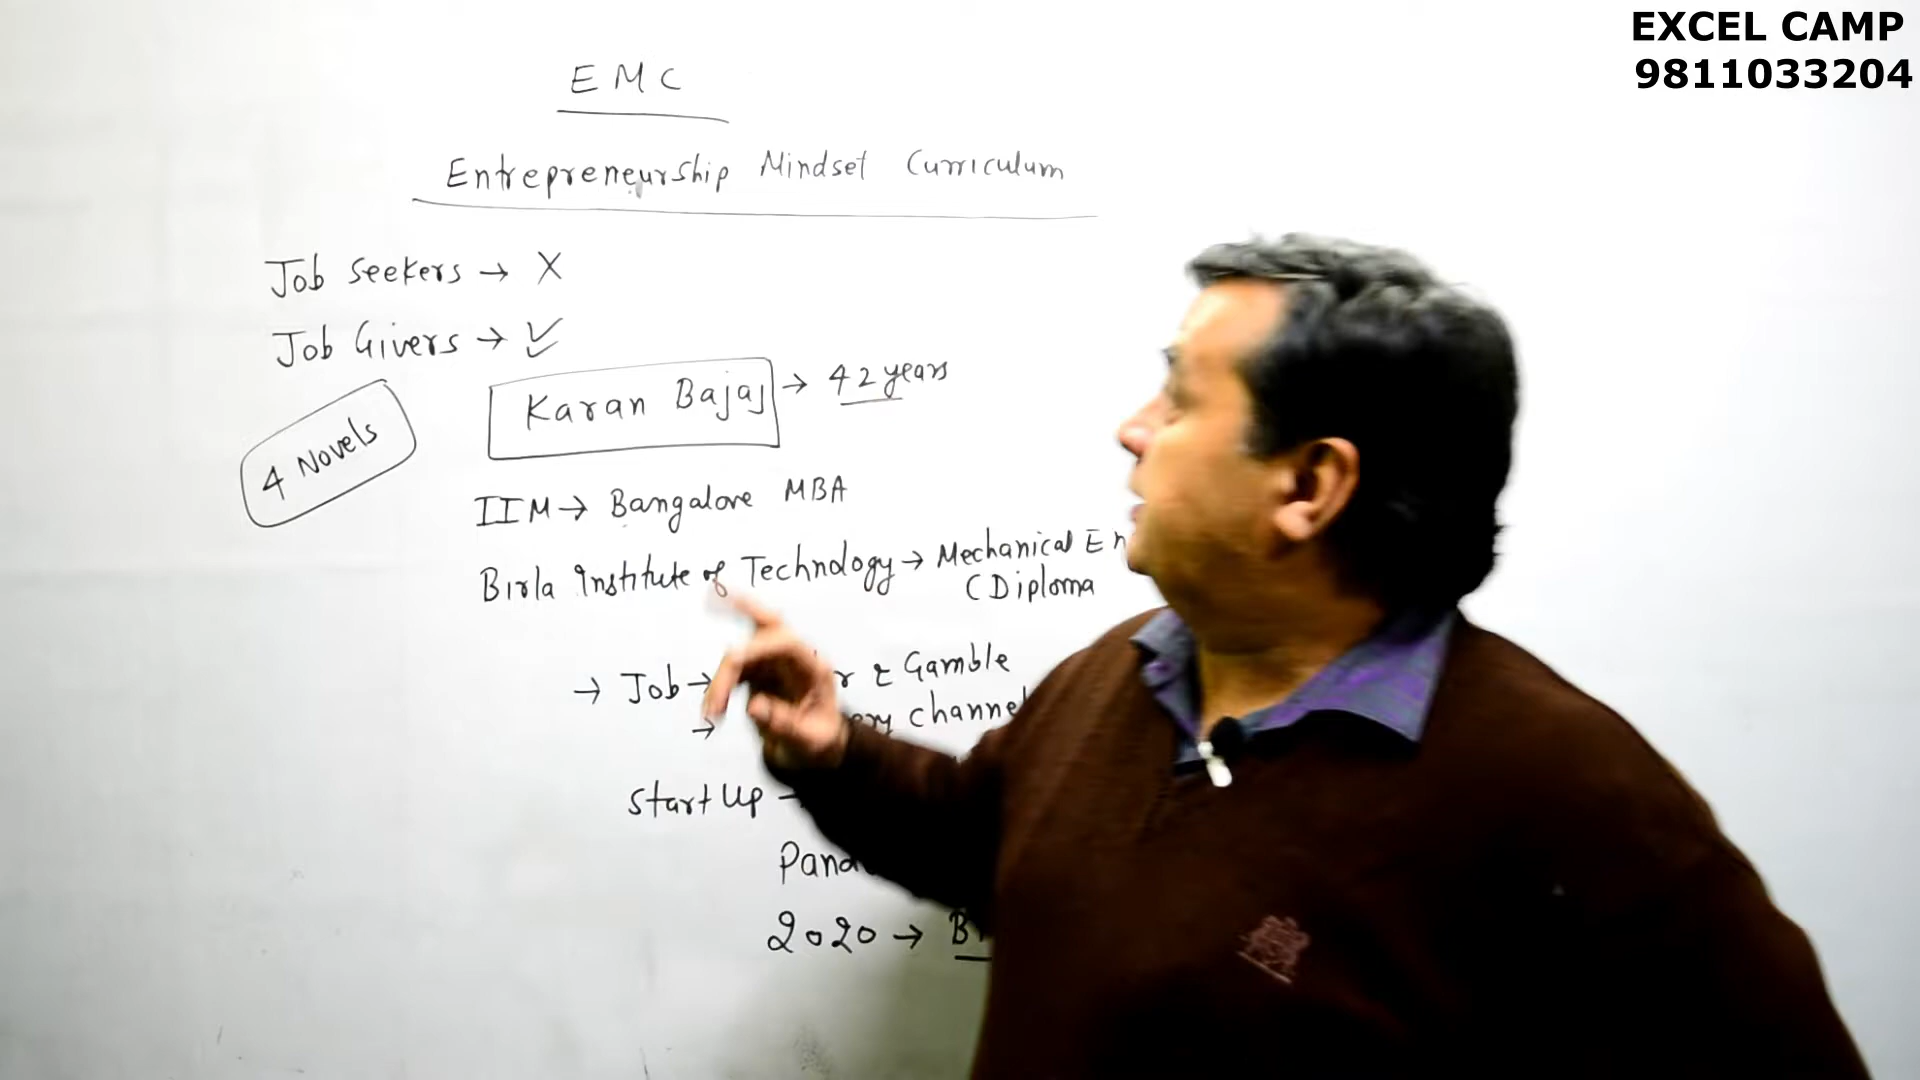 EXCEL CAMP
9811033204
EMC
Entrepreneurship Mindset Curriculum
Job Seekers → X
Job Givers → ✓
4 Novels
Karan Bajaj → 42 years
IIM → Bangalore MBA
Birla Institute of Technology → Mechanical En
(Diploma
→ Job → r & Gamble
→ ery channel
Start Up →
Pana
2020 → B